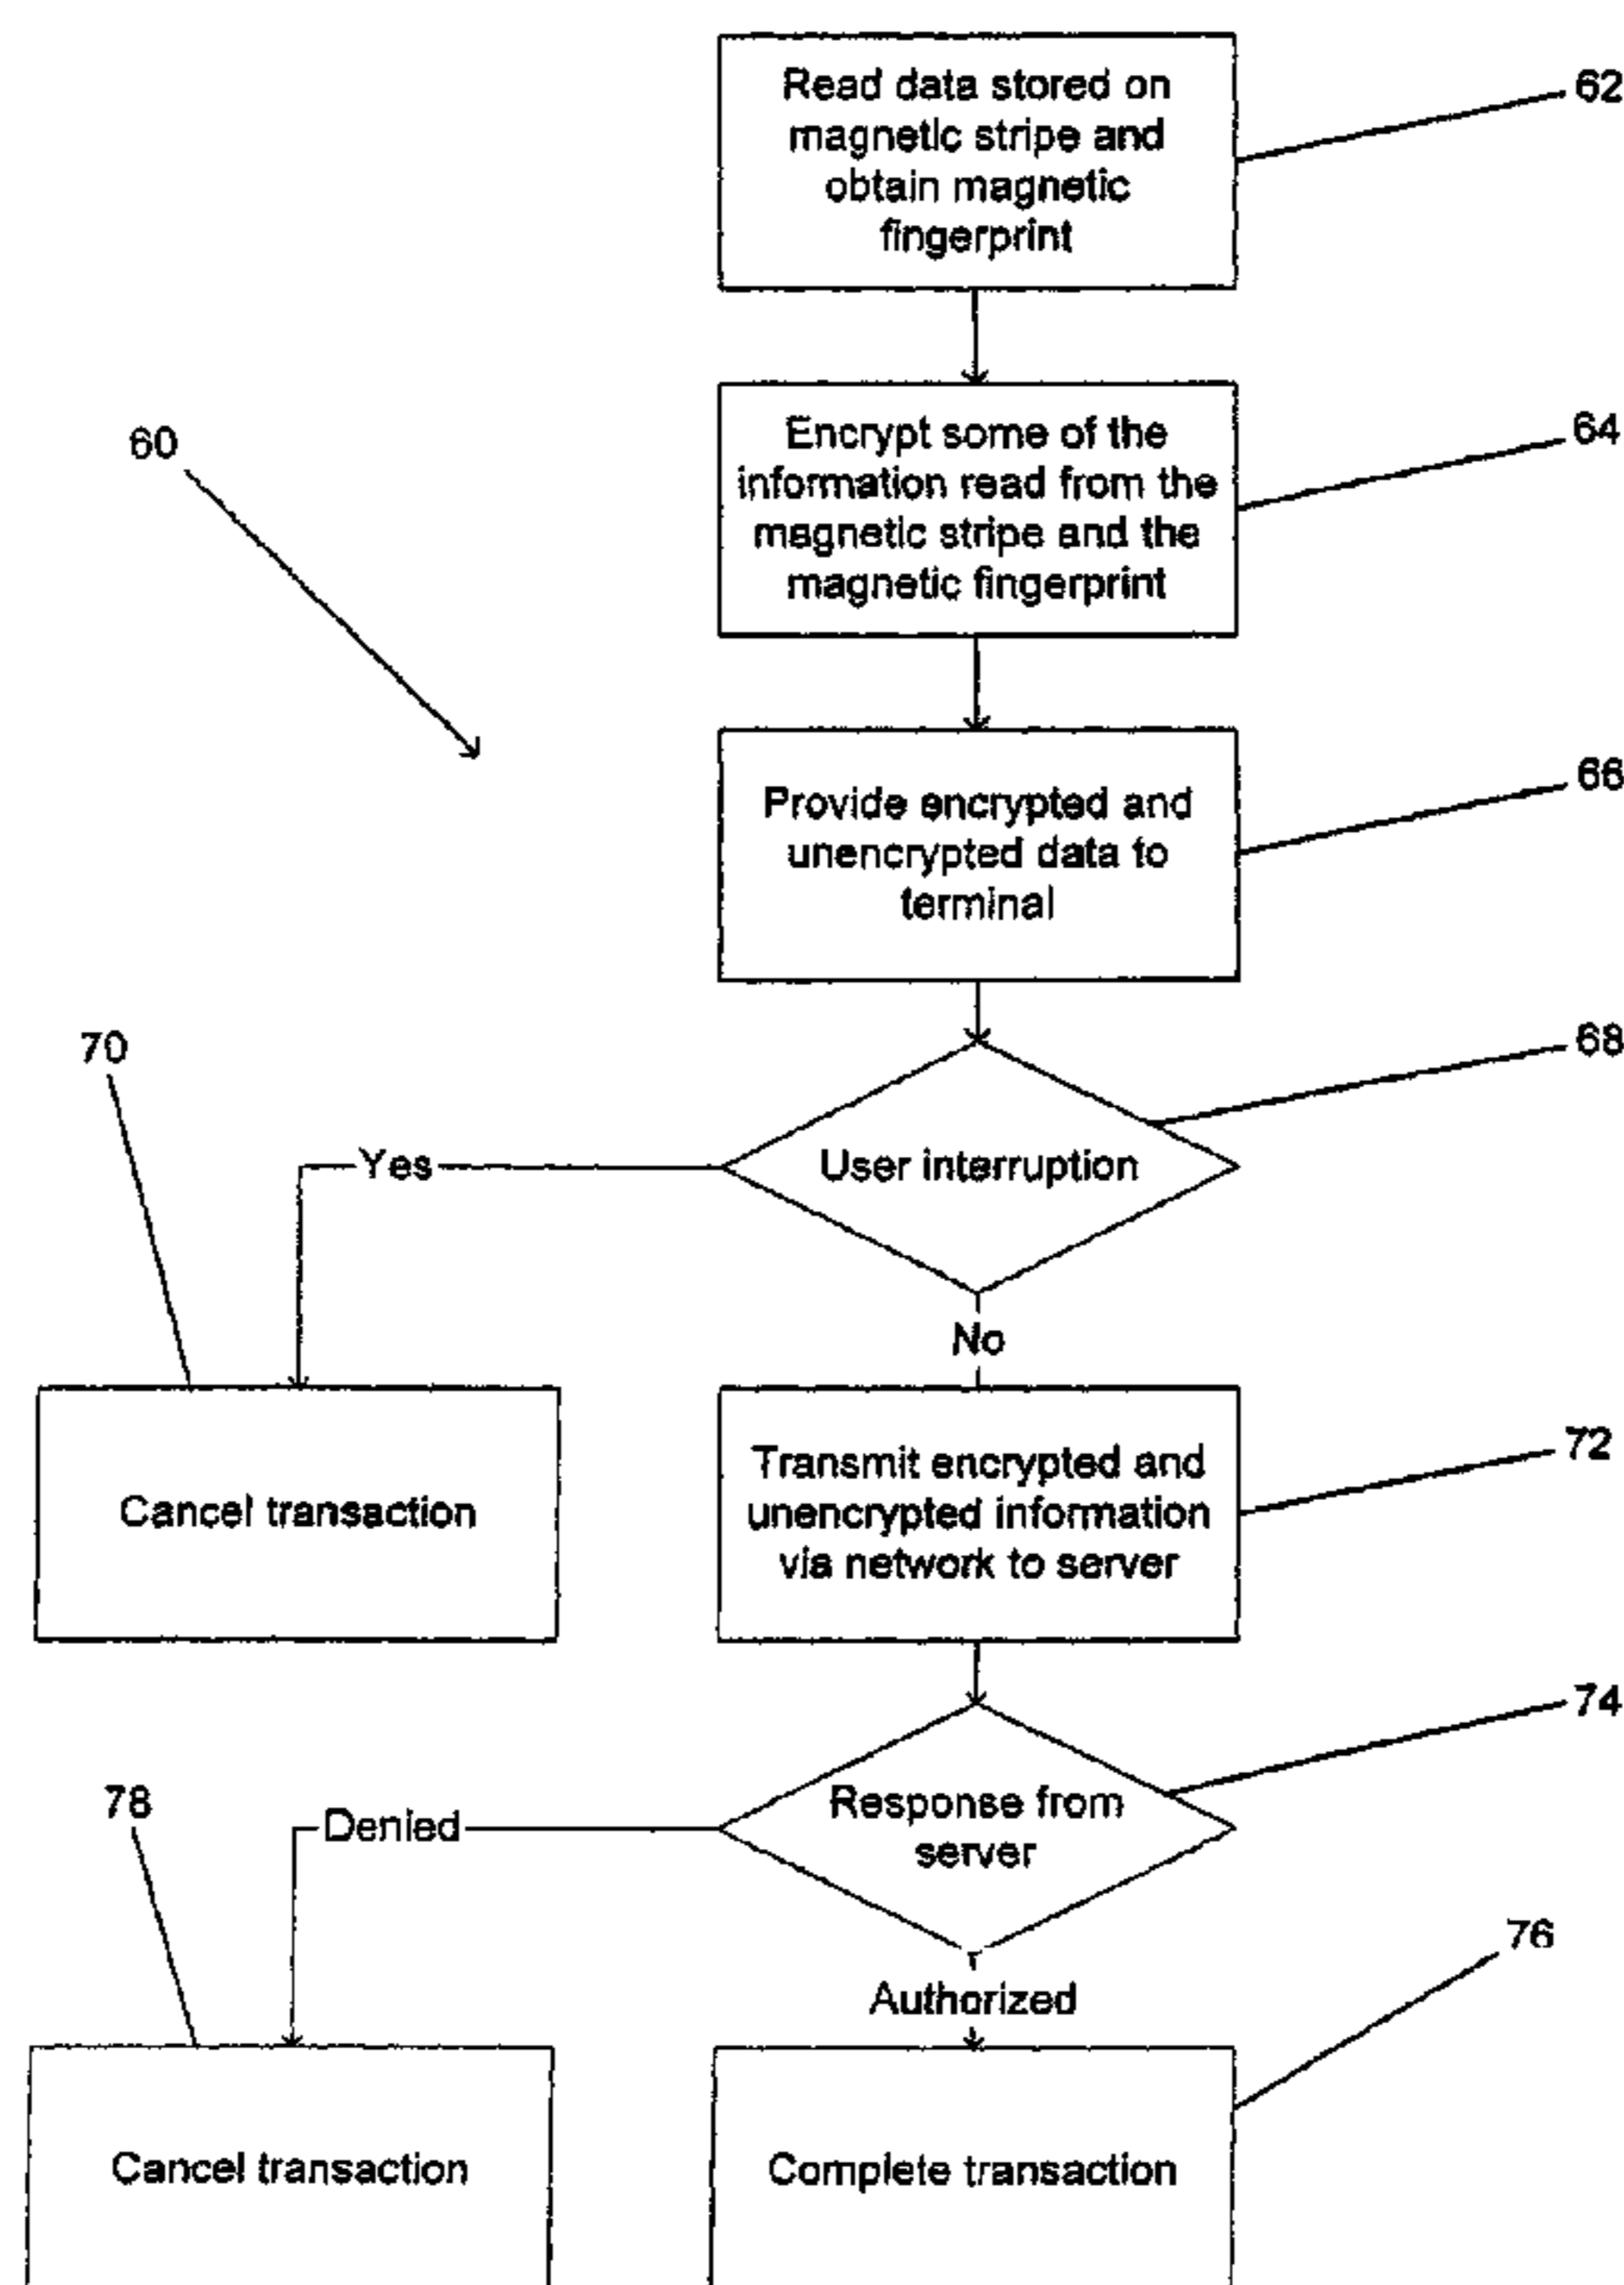 Read data stored on
magnetic stripe and
obtain magnetic
fingerprint
62
Encrypt some of the
information read from the
magnetic stripe and the
magnetic fingerprint
64
60
Provide encrypted and
unencrypted data to
terminal
66
70
68
Yes
User interruption
No
Cancel transaction
Transmit encrypted and
unencrypted information
via network to server
72
74
78
Denied
Response from
server
76
Authorized
Cancel transaction
Complete transaction